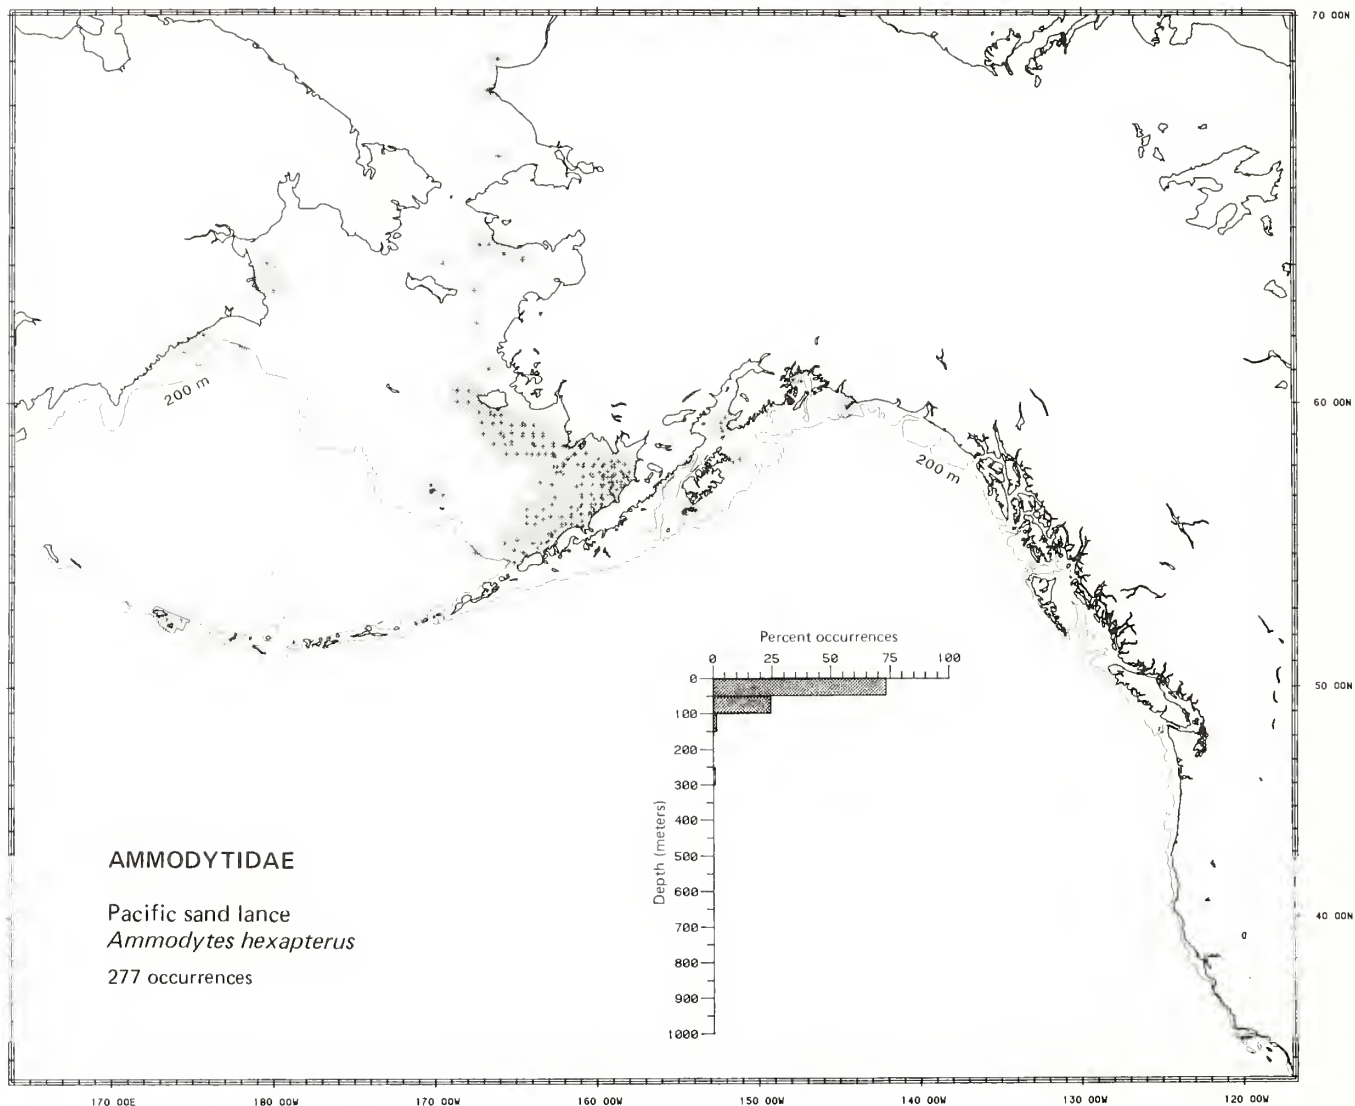 70 00N
200 m
60 00N
200 m
Percent occurrences
0 25 50 75 100
50 00N
0
100
200
300
400
500
600
700
800
900
1000
Depth (meters)
40 00N
AMMODYTIDAE
Pacific sand lance
Ammodytes hexapterus
277 occurrences
170 00E 180 00W 170 00W 160 00W 150 00W 140 00W 130 00W 120 00W